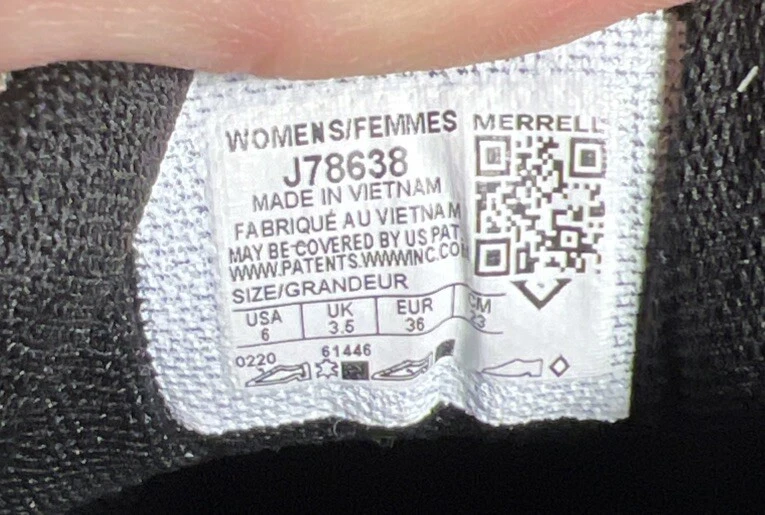 WOMENS/FEMMES
MERRELL
J78638
MADE IN VIETNAM
FABRIQUÉ AU VIETNAM
MAY BE COVERED BY US PAT
WWW.PATENTS.WWWINC.COM
SIZE/GRANDEUR
USA UK EUR CM
6 3.5 36 23
0220 61446